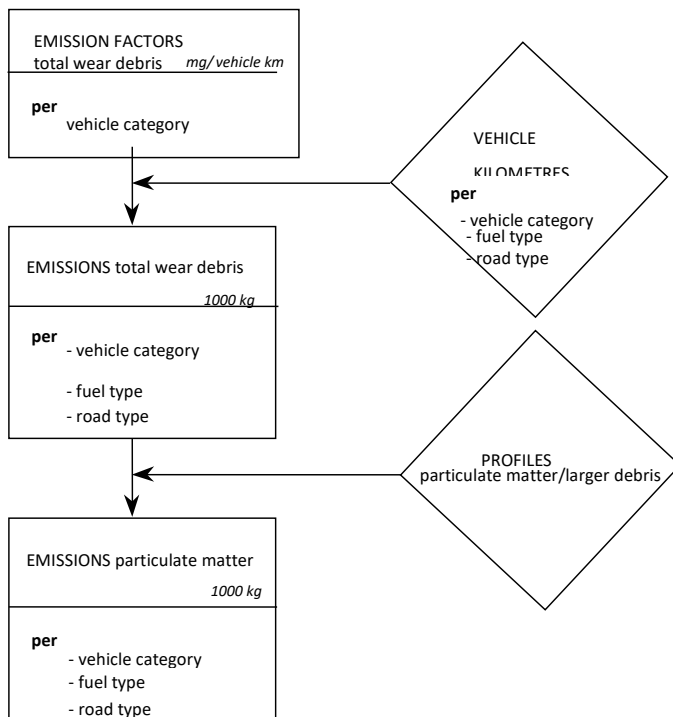 EMISSION FACTORS
total wear debris mg/ vehicle km
per
vehicle category
VEHICLE
KILOMETRES
per
- vehicle category
- fuel type
- road type
EMISSIONS total wear debris
1000 kg
per
- vehicle category
- fuel type
- road type
PROFILES
particulate matter/larger debris
EMISSIONS particulate matter
1000 kg
per
- vehicle category
- fuel type
- road type